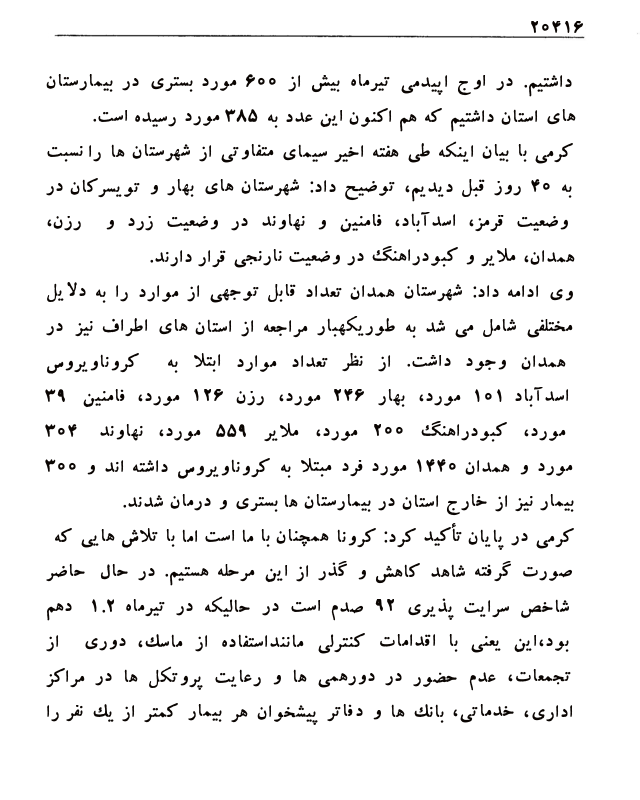 ۲۰۴۱۶
داشتیم. در اوج اپیدمی تیرماه بیش از ۶۰۰ مورد بستری در بیمارستان
های استان داشتیم که هم اکنون این عدد به ۳۸۵ مورد رسیده است.
کرمی با بیان اینکه طی هفته اخیر سیمای متفاوتی از شهرستان ها را نسبت
به ۴۰ روز قبل دیدیم، توضیح داد: شهرستان های بهار و تویسرکان در
وضعیت قرمز، اسدآباد، فامنین و نهاوند در وضعیت زرد و رزن،
همدان، ملایر و کبودراهنگ در وضعیت نارنجی قرار دارند.
وی ادامه داد: شهرستان همدان تعداد قابل توجهی از موارد را به دلایل
مختلفی شامل می شد به طوریکهبار مراجعه از استان های اطراف نیز در
همدان وجود داشت. از نظر تعداد موارد ابتلا به کروناویروس
اسدآباد ۱۰۱ مورد، بهار ۲۴۶ مورد، رزن ۱۲۶ مورد، فامنین ۳۹
مورد، کبودراهنگ ۲۰۰ مورد، ملایر ۵۵۹ مورد، نهاوند ۳۰۴
مورد و همدان ۱۴۴۰ مورد فرد مبتلا به کروناویروس داشته اند و ۳۰۰
بیمار نیز از خارج استان در بیمارستان ها بستری و درمان شدند.
کرمی در پایان تأکید کرد: کرونا همچنان با ما است اما با تلاش هایی که
صورت گرفته شاهد کاهش و گذر از این مرحله هستیم. در حال حاضر
شاخص سرایت پذیری ۹۲ صدم است در حالیکه در تیرماه ۱.۲ دهم
بود،این یعنی با اقدامات کنترلی ماننداستفاده از ماسک، دوری از
تجمعات، عدم حضور در دورهمی ها و رعایت پروتکل ها در مراکز
اداری، خدماتی، بانک ها و دفاتر پیشخوان هر بیمار کمتر از یک نفر را